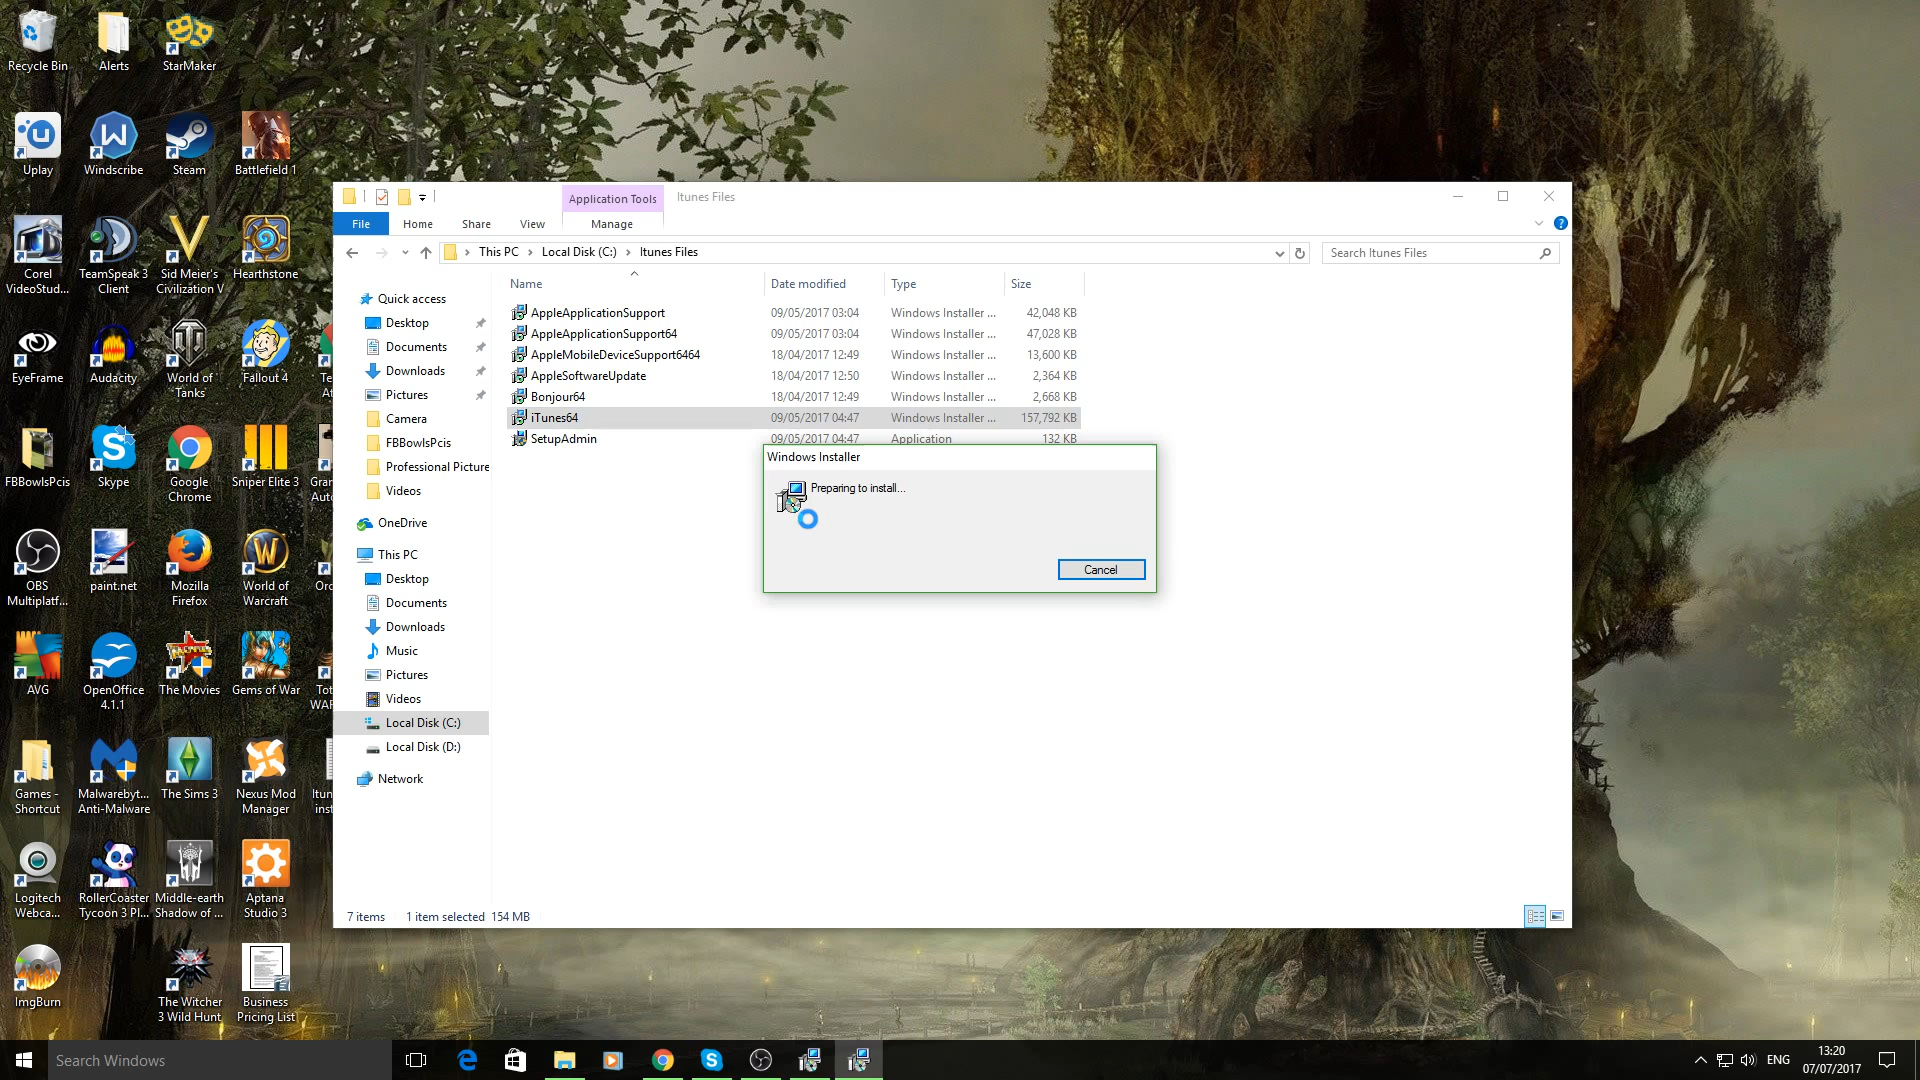 Recycle Bin
Alerts
StarMaker
Uplay
Windscribe
Steam
Battlefield 1
Corel
VideoStud...
TeamSpeak 3
Client
Sid Meier's
Civilization V
Hearthstone
EyeFrame
Audacity
World of
Tanks
Fallout 4
FBBowlsPcis
Skype
Google
Chrome
Sniper Elite 3
OBS
Multiplatf...
paint.net
Mozilla
Firefox
World of
Warcraft
AVG
OpenOffice
4.1.1
The Movies
Gems of War
Games -
Shortcut
Malwarebyt...
Anti-Malware
The Sims 3
Nexus Mod
Manager
Logitech
Webca...
RollerCoaster
Tycoon 3 Pl...
Middle-earth
Shadow of ...
Aptana
Studio 3
ImgBurn
The Witcher
3 Wild Hunt
Business
Pricing List
Application Tools
Itunes Files
File
Home
Share
View
Manage
This PC
Local Disk (C:)
Itunes Files
Search Itunes Files
Quick access
Desktop
Documents
Downloads
Pictures
Camera
FBBowlsPcis
Professional Picture
Videos
OneDrive
This PC
Desktop
Documents
Downloads
Music
Pictures
Videos
Local Disk (C:)
Local Disk (D:)
Network
Name Date modified Type Size
AppleApplicationSupport 09/05/2017 03:04 Windows Installer ... 42,048 KB
AppleApplicationSupport64 09/05/2017 03:04 Windows Installer ... 47,028 KB
AppleMobileDeviceSupport6464 18/04/2017 12:49 Windows Installer ... 13,600 KB
AppleSoftwareUpdate 18/04/2017 12:50 Windows Installer ... 2,364 KB
Bonjour64 18/04/2017 12:49 Windows Installer ... 2,668 KB
iTunes64 09/05/2017 04:47 Windows Installer ... 157,792 KB
SetupAdmin 09/05/2017 04:47 Application 132 KB
Windows Installer
Preparing to install...
Cancel
7 items 1 item selected 154 MB
Search Windows
ENG
13:20
07/07/2017